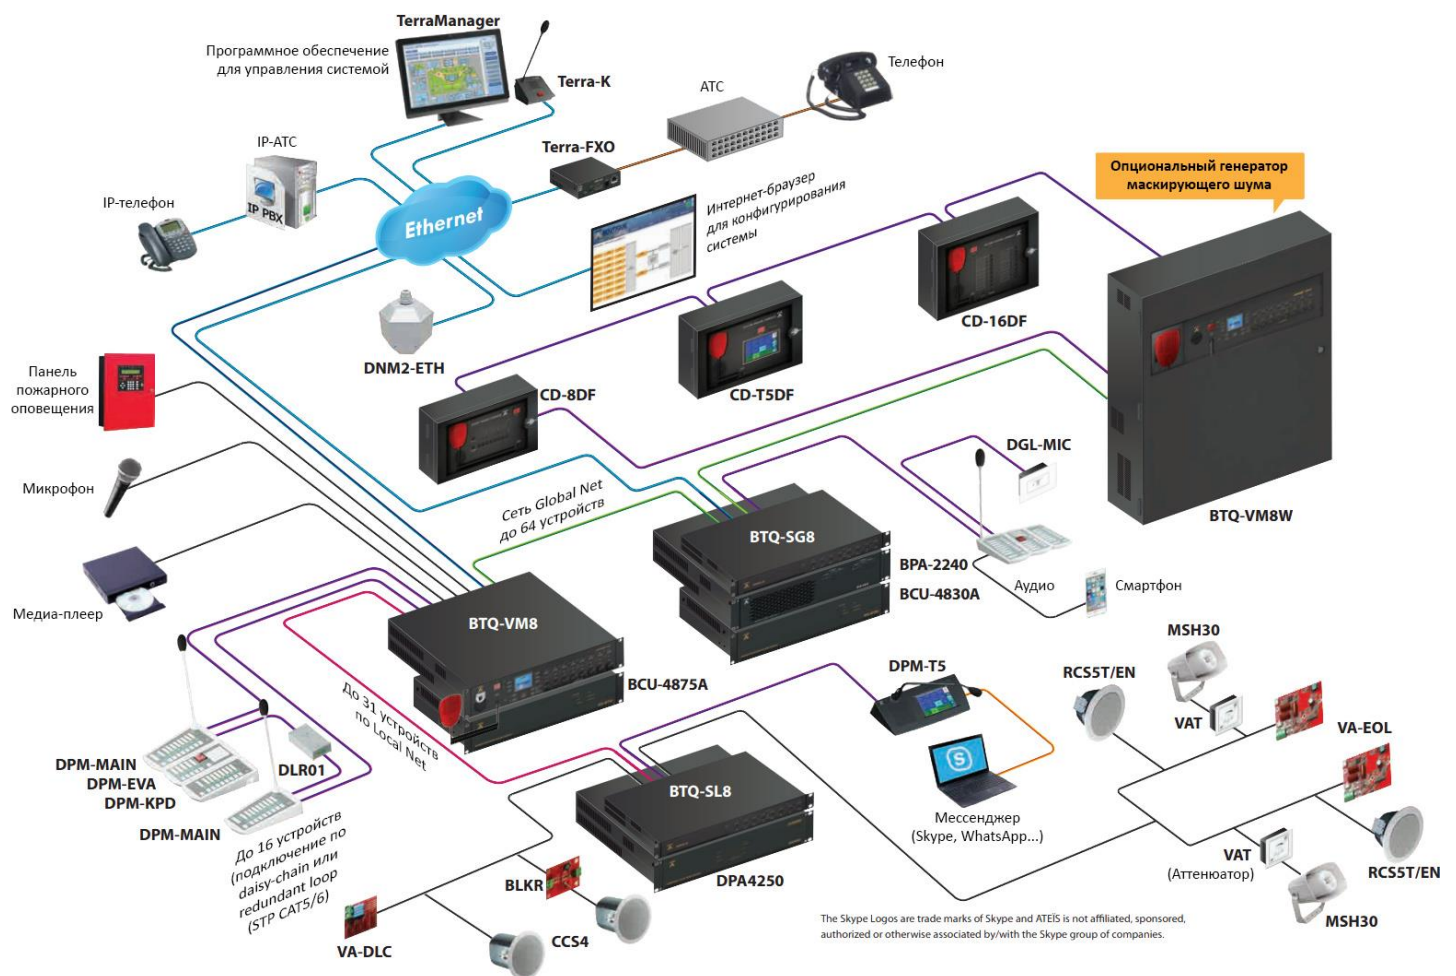 TerraManager
Программное обеспечение
для управления системой
Terra-K
АТС
Телефон
IP-АТС
IP PBX
IP-телефон
Ethernet
Terra-FXO
Интернет-браузер
для конфигурирования
системы
Опциональный генератор
маскирующего шума
CD-16DF
DNM2-ETH
CD-T5DF
CD-8DF
Панель
пожарного
оповещения
Микрофон
Медиа-плеер
Сеть Global Net
до 64 устройств
DGL-MIC
BTQ-VM8W
BTQ-SG8
BPA-2240
BCU-4830A
Аудио
Смартфон
BTQ-VM8
BCU-4875A
До 31 устройств
по Local Net
DPM-T5
MSH30
RCS5T/EN
VAT
VA-EOL
DPM-MAIN
DPM-EVA
DPM-KPD
DLR01
DPM-MAIN
До 16 устройств
(подключение по
daisy-chain или
redundant loop
(STP CAT5/6)
BTQ-SL8
DPA4250
Мессенджер
(Skype, WhatsApp...)
VAT
(Аттенюатор)
RCS5T/EN
MSH30
BLKR
CCS4
VA-DLC
The Skype Logos are trade marks of Skype and ATEÏS is not affiliated, sponsored,
authorized or otherwise associated by/with the Skype group of companies.